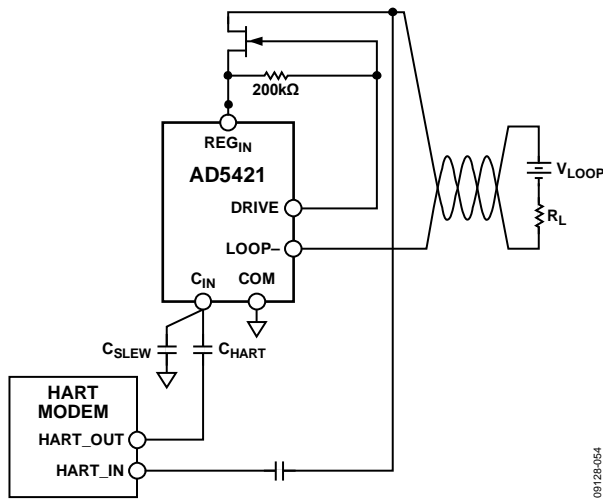 200kΩ
REGIN
AD5421
VLOOP
DRIVE
RL
LOOP–
CIN
COM
CSLEW
CHART
HART
MODEM
HART_OUT
HART_IN
09128-054